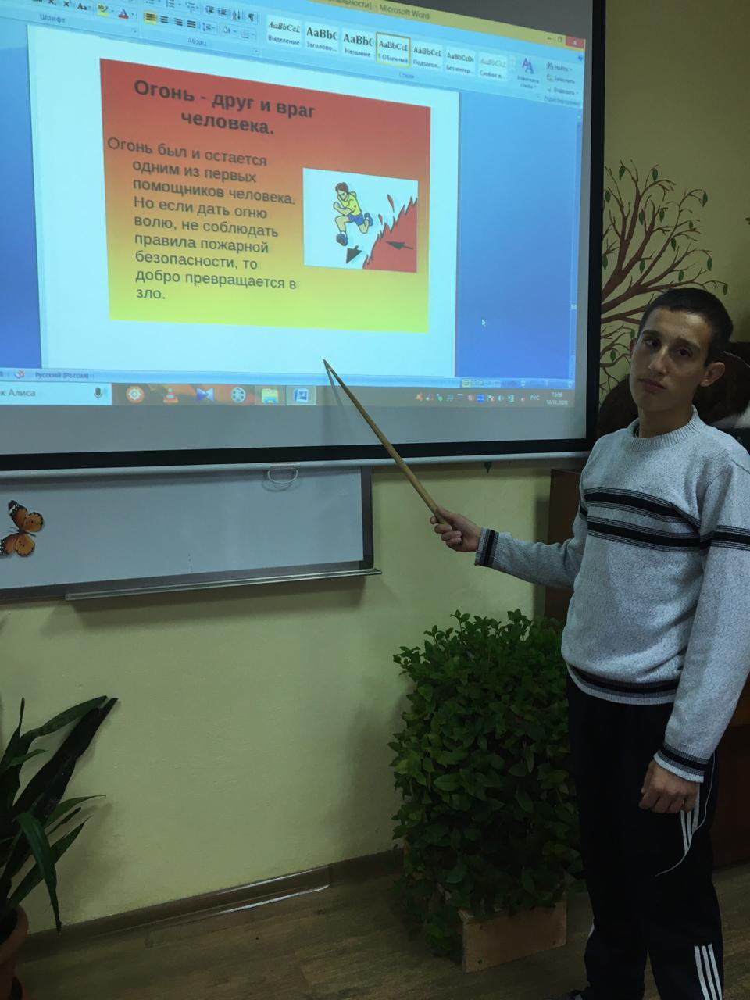 альности] - Microsoft Word
Шрифт
Абзац
Стили
Редактирование
AaBbCcI
AaBbC
AaBbC
AaBbCcI
AaBbCcI
AaBbCcDc
AaBbCcI
Выделение
Заголово...
Название
¶ Обычный
Подзагол...
Без интер...
Слабое в...
Изменить стили
Найти
Заменить
Выделить
Огонь - друг и враг
человека.
Огонь был и остается
одним из первых
помощников человека.
Но если дать огню
волю, не соблюдать
правила пожарной
безопасности, то
добро превращается в
зло.
Русский (Россия)
к Алиса
РУС